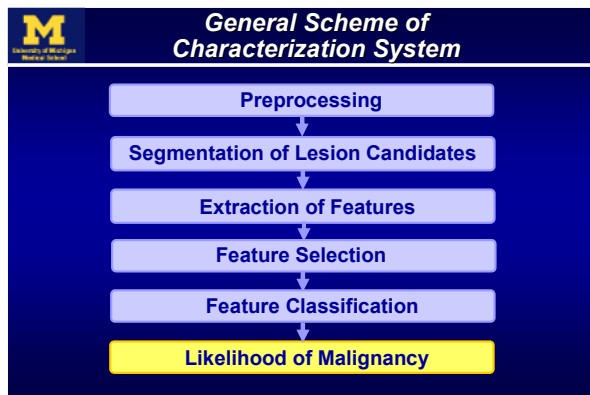 M
University of Michigan
Medical School
General Scheme of
Characterization System
Preprocessing
Segmentation of Lesion Candidates
Extraction of Features
Feature Selection
Feature Classification
Likelihood of Malignancy